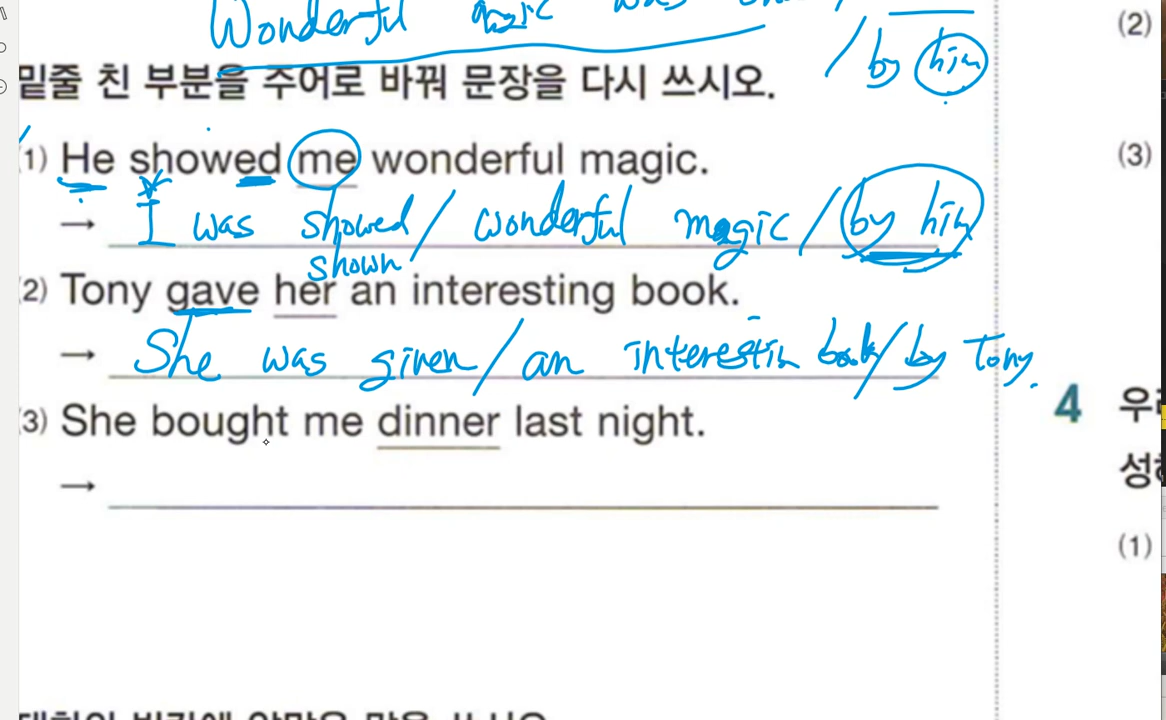 Wonderful magic was
/ by him
밑줄 친 부분을 주어로 바꿔 문장을 다시 쓰시오.
(1) He showed me wonderful magic.
→ I was showed / wonderful magic / by him
shown
(2) Tony gave her an interesting book.
→ She was given / an interestin book / by Tony.
(3) She bought me dinner last night.
→
(2)
(3)
4
(1)